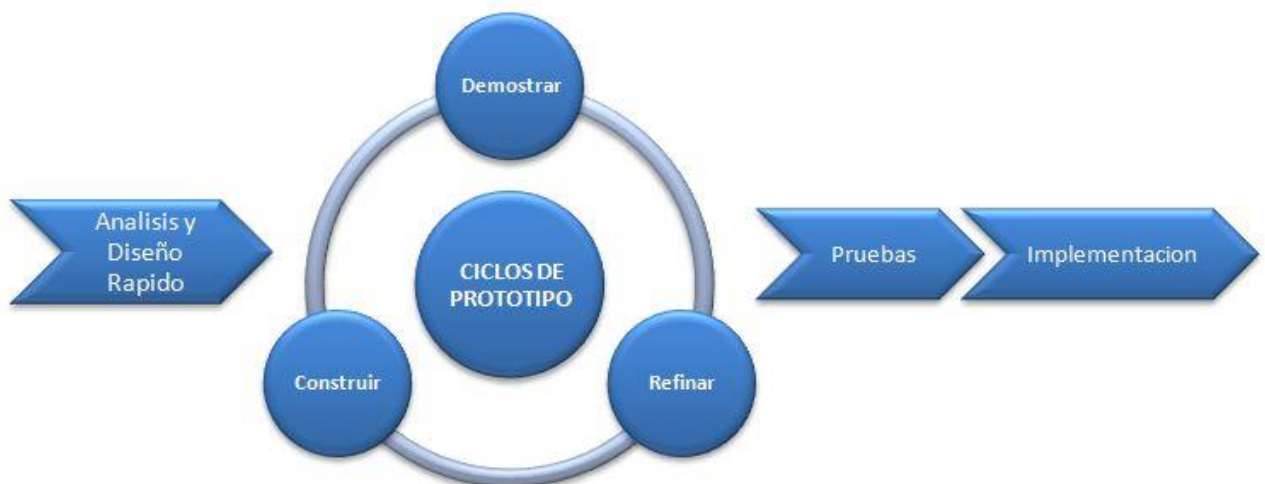 Analisis y
Diseño
Rapido
Demostrar
CICLOS DE
PROTOTIPO
Construir
Refinar
Pruebas
Implementacion